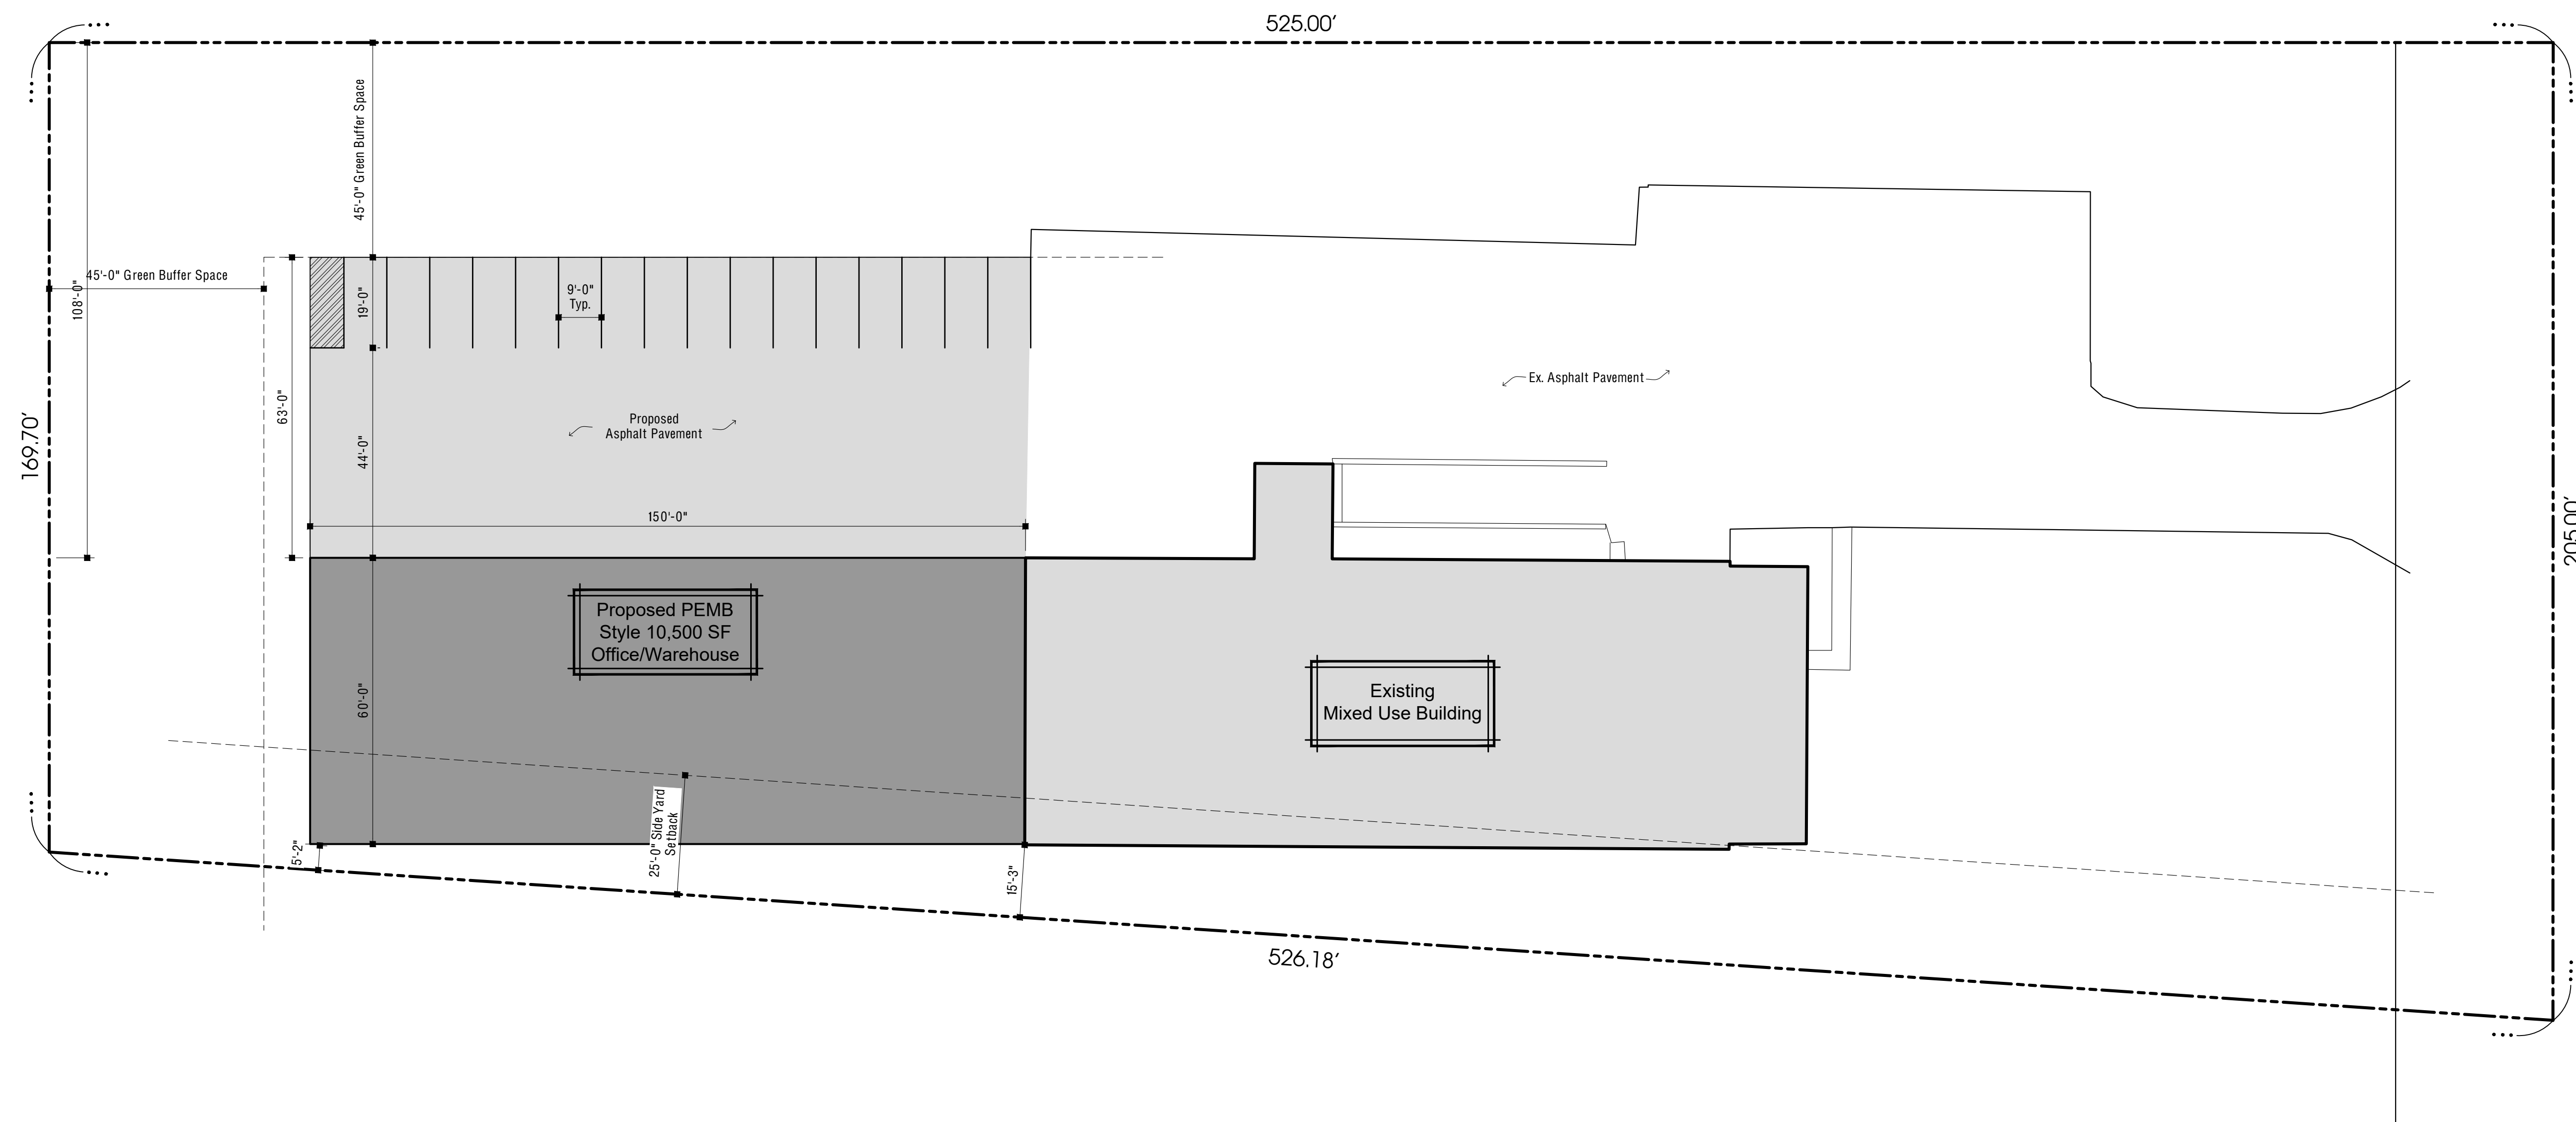 525.00’
45'-0" Green Buffer Space
45'-0" Green Buffer Space
108'-0"
19'-0"
9'-0"
Typ.
63'-0"
44'-0"
Proposed
Asphalt Pavement
Ex. Asphalt Pavement
169.70’
205.00’
150'-0"
Proposed PEMB
Style 10,500 SF
Office/Warehouse
60'-0"
Existing
Mixed Use Building
25'-0" Side Yard
Setback
5'-2"
15'-3"
526.18’